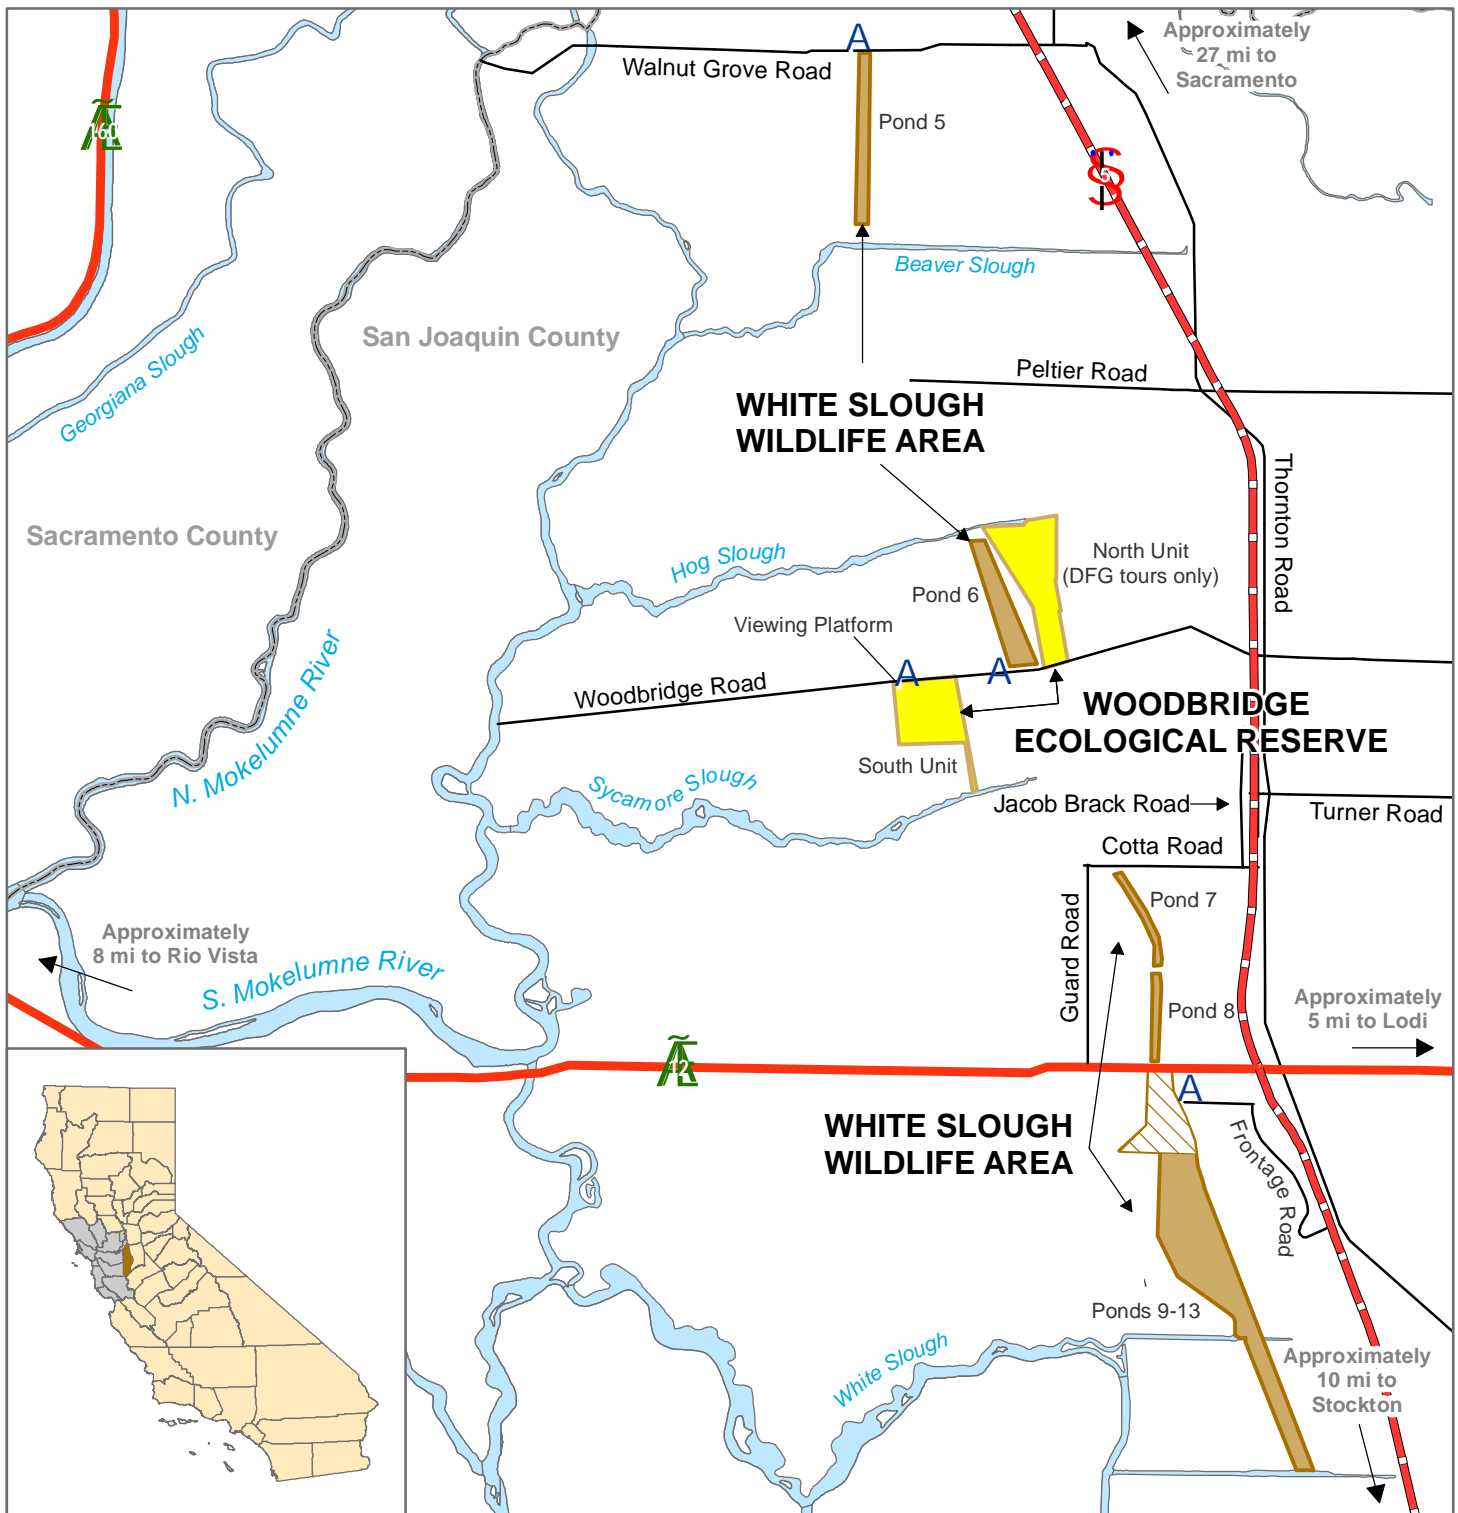 Approximately
27 mi to
Sacramento
A
Walnut Grove Road
160
Pond 5
5
Beaver Slough
San Joaquin County
Georgiana Slough
Peltier Road
WHITE SLOUGH
WILDLIFE AREA
Thornton Road
Sacramento County
Hog Slough
North Unit
(DFG tours only)
Pond 6
Viewing Platform
A
A
Woodbridge Road
N. Mokelumne River
WOODBRIDGE
ECOLOGICAL RESERVE
South Unit
Sycamore Slough
Jacob Brack Road
Turner Road
Cotta Road
Pond 7
Guard Road
Approximately
8 mi to Rio Vista
S. Mokelumne River
Pond 8
Approximately
5 mi to Lodi
12
A
WHITE SLOUGH
WILDLIFE AREA
Frontage Road
Ponds 9-13
White Slough
Approximately
10 mi to
Stockton